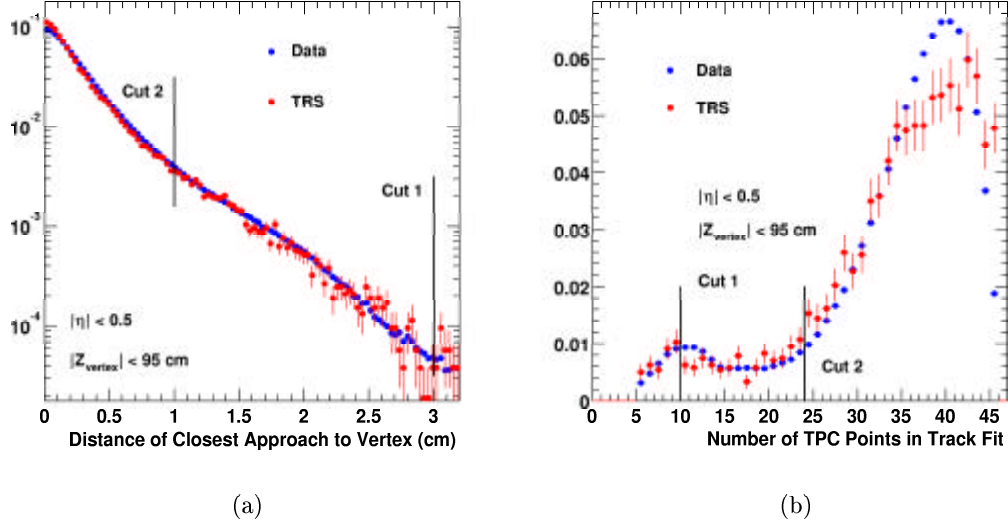 10⁻¹
10⁻²
10⁻³
10⁻⁴
Data
TRS
Cut 2
Cut 1
|η| < 0.5
|Zvertex| < 95 cm
0 0.5 1 1.5 2 2.5 3
Distance of Closest Approach to Vertex (cm)
(a)
0.06
0.05
0.04
0.03
0.02
0.01
0
Data
TRS
|η| < 0.5
|Zvertex| < 95 cm
Cut 1
Cut 2
0 5 10 15 20 25 30 35 40 45
Number of TPC Points in Track Fit
(b)